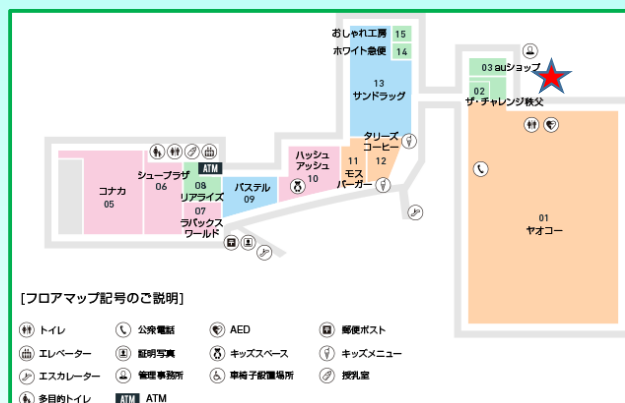 おしゃれ工房 15
ホワイト急便 14
13
サンドラッグ
03 auショップ
02
ザ・チャレンジ秩父
タリーズ
コーヒー
12
11
モス
バーガー
ハッシュ
アッシュ
10
パステル
09
ATM
08
リアライズ
07
ラパックス
ワールド
シュープラザ
06
コナカ
05
01
ヤオコー
[フロアマップ記号のご説明]
トイレ 公衆電話 AED 郵便ポスト
エレベーター 証明写真 キッズスペース キッズメニュー
エスカレーター 管理事務所 車椅子設置場所 授乳室
多目的トイレ ATM ATM